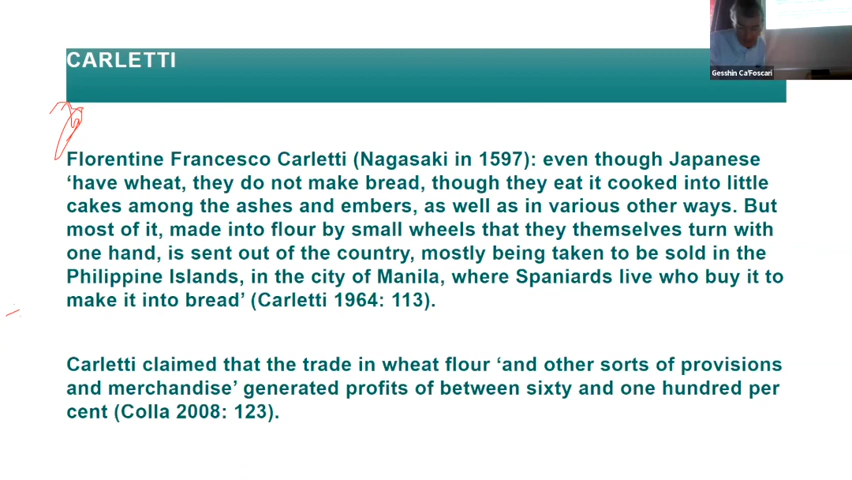 CARLETTI
Gesshin Ca'Foscari
Florentine Francesco Carletti (Nagasaki in 1597): even though Japanese
‘have wheat, they do not make bread, though they eat it cooked into little
cakes among the ashes and embers, as well as in various other ways. But
most of it, made into flour by small wheels that they themselves turn with
one hand, is sent out of the country, mostly being taken to be sold in the
Philippine Islands, in the city of Manila, where Spaniards live who buy it to
make it into bread’ (Carletti 1964: 113).
Carletti claimed that the trade in wheat flour ‘and other sorts of provisions
and merchandise’ generated profits of between sixty and one hundred per
cent (Colla 2008: 123).